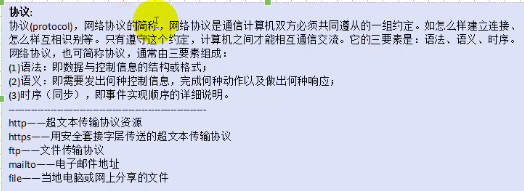 协议:
协议(protocol)，网络协议的简称，网络协议是通信计算机双方必须共同遵从的一组约定。如怎么样建立连接、
怎么样互相识别等。只有遵守这个约定，计算机之间才能相互通信交流。它的三要素是：语法、语义、时序。
网络协议，也可简称协议，通常由三要素组成：
(1)语法：即数据与控制信息的结构或格式；
(2)语义：即需要发出何种控制信息，完成何种动作以及做出何种响应；
(3)时序（同步），即事件实现顺序的详细说明。
------------------------------------------------------------
http——超文本传输协议资源
https——用安全套接字层传送的超文本传输协议
ftp——文件传输协议
mailto——电子邮件地址
file——当地电脑或网上分享的文件